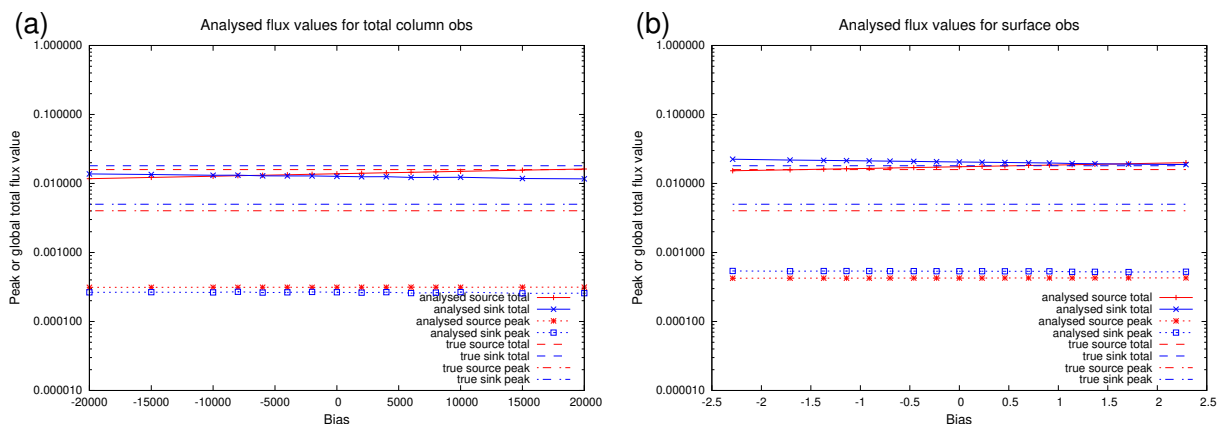 (a)
Analysed flux values for total column obs
Peak or global total flux value
1.000000
0.100000
0.010000
0.001000
0.000100
0.000010
analysed source total
analysed sink total
analysed source peak
analysed sink peak
true source total
true sink total
true source peak
true sink peak
-20000 -15000 -10000 -5000 0 5000 10000 15000 20000
Bias
(b)
Analysed flux values for surface obs
Peak or global total flux value
1.000000
0.100000
0.010000
0.001000
0.000100
0.000010
analysed source total
analysed sink total
analysed source peak
analysed sink peak
true source total
true sink total
true source peak
true sink peak
-2.5 -2 -1.5 -1 -0.5 0 0.5 1 1.5 2 2.5
Bias